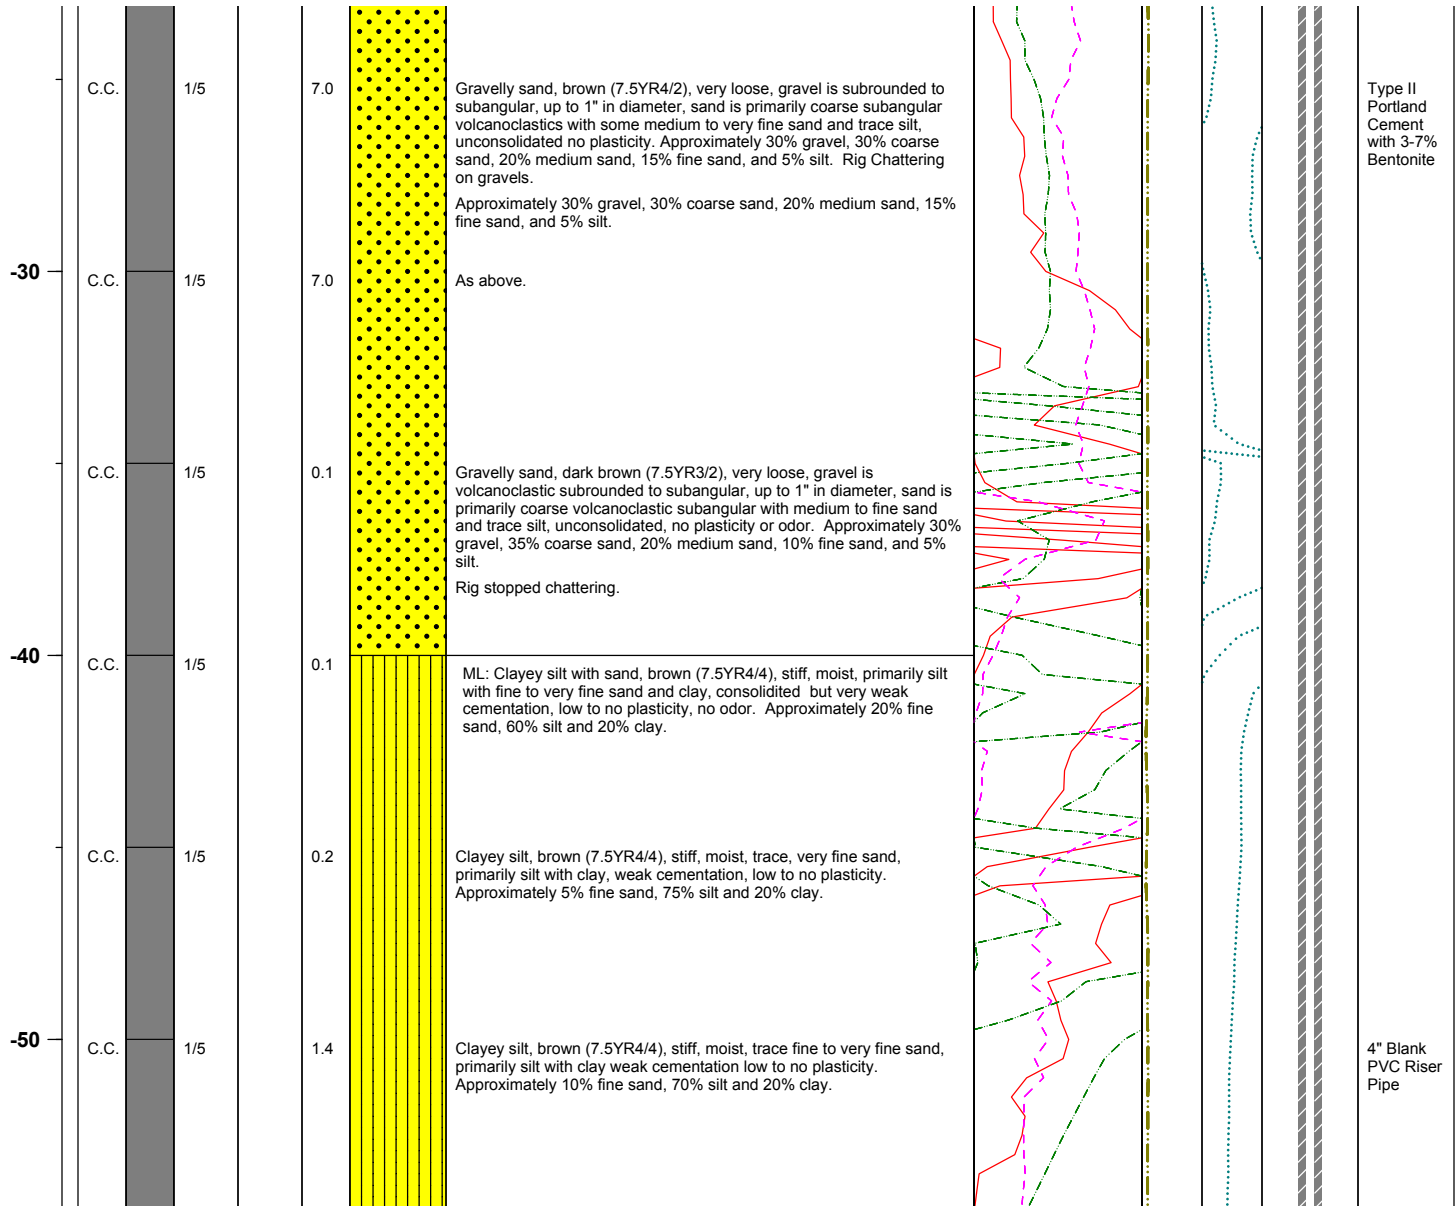 C.C. 1/5 7.0 Gravelly sand, brown (7.5YR4/2), very loose, gravel is subrounded to
subangular, up to 1" in diameter, sand is primarily coarse subangular
volcanoclastics with some medium to very fine sand and trace silt,
unconsolidated no plasticity. Approximately 30% gravel, 30% coarse
sand, 20% medium sand, 15% fine sand, and 5% silt. Rig Chattering
on gravels.
Type II
Portland
Cement
with 3-7%
Bentonite
Approximately 30% gravel, 30% coarse sand, 20% medium sand, 15%
fine sand, and 5% silt.
-30 C.C. 1/5 7.0 As above.
C.C. 1/5 0.1 Gravelly sand, dark brown (7.5YR3/2), very loose, gravel is
volcanoclastic subrounded to subangular, up to 1" in diameter, sand is
primarily coarse volcanoclastic subangular with medium to fine sand
and trace silt, unconsolidated, no plasticity or odor. Approximately 30%
gravel, 35% coarse sand, 20% medium sand, 10% fine sand, and 5%
silt.
Rig stopped chattering.
-40 C.C. 1/5 0.1 ML: Clayey silt with sand, brown (7.5YR4/4), stiff, moist, primarily silt
with fine to very fine sand and clay, consolidited but very weak
cementation, low to no plasticity, no odor. Approximately 20% fine
sand, 60% silt and 20% clay.
C.C. 1/5 0.2 Clayey silt, brown (7.5YR4/4), stiff, moist, trace, very fine sand,
primarily silt with clay, weak cementation, low to no plasticity.
Approximately 5% fine sand, 75% silt and 20% clay.
-50 C.C. 1/5 1.4 Clayey silt, brown (7.5YR4/4), stiff, moist, trace fine to very fine sand,
primarily silt with clay weak cementation low to no plasticity.
Approximately 10% fine sand, 70% silt and 20% clay.
4" Blank
PVC Riser
Pipe